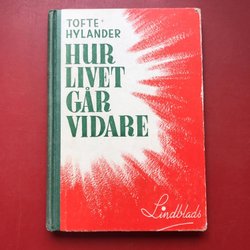 TOFTE'
HYLANDER
HUR
LIVET
GÅR
VIDARE
Lindblads